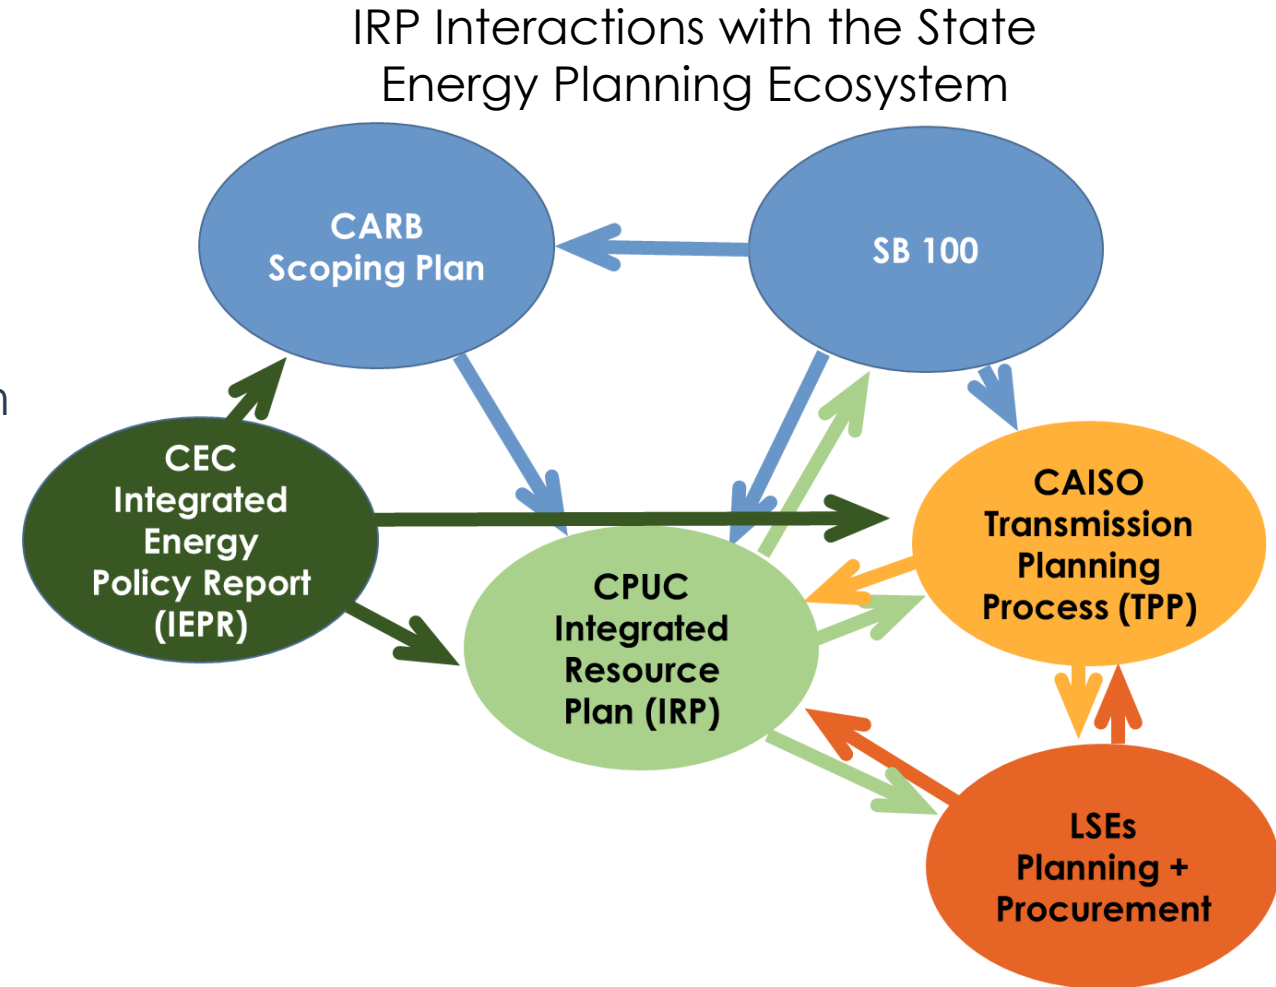 IRP Interactions with the State
Energy Planning Ecosystem
CARB
Scoping Plan
SB 100
n
CEC
Integrated
Energy
Policy Report
(IEPR)
CAISO
Transmission
Planning
Process (TPP)
CPUC
Integrated
Resource
Plan (IRP)
LSEs
Planning +
Procurement